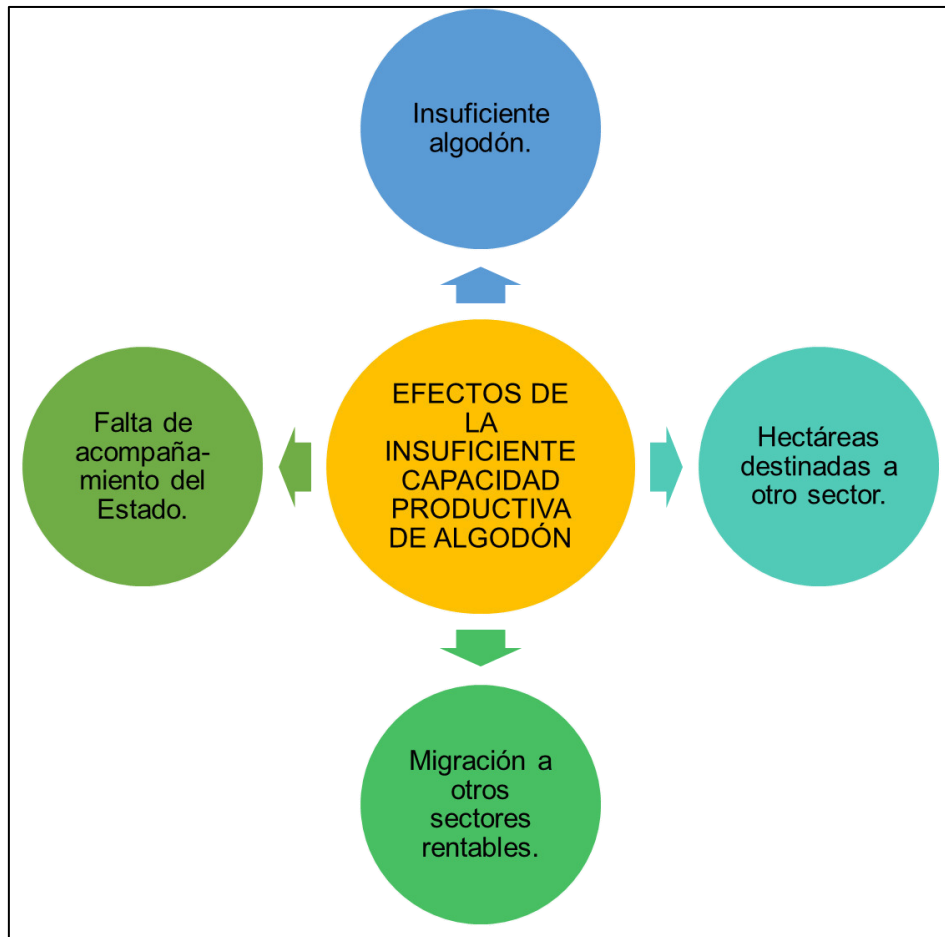 Insuficiente
algodón.
EFECTOS DE
LA
INSUFICIENTE
CAPACIDAD
PRODUCTIVA
DE ALGODÓN
Falta de
acompaña-
miento del
Estado.
Hectáreas
destinadas a
otro sector.
Migración a
otros
sectores
rentables.